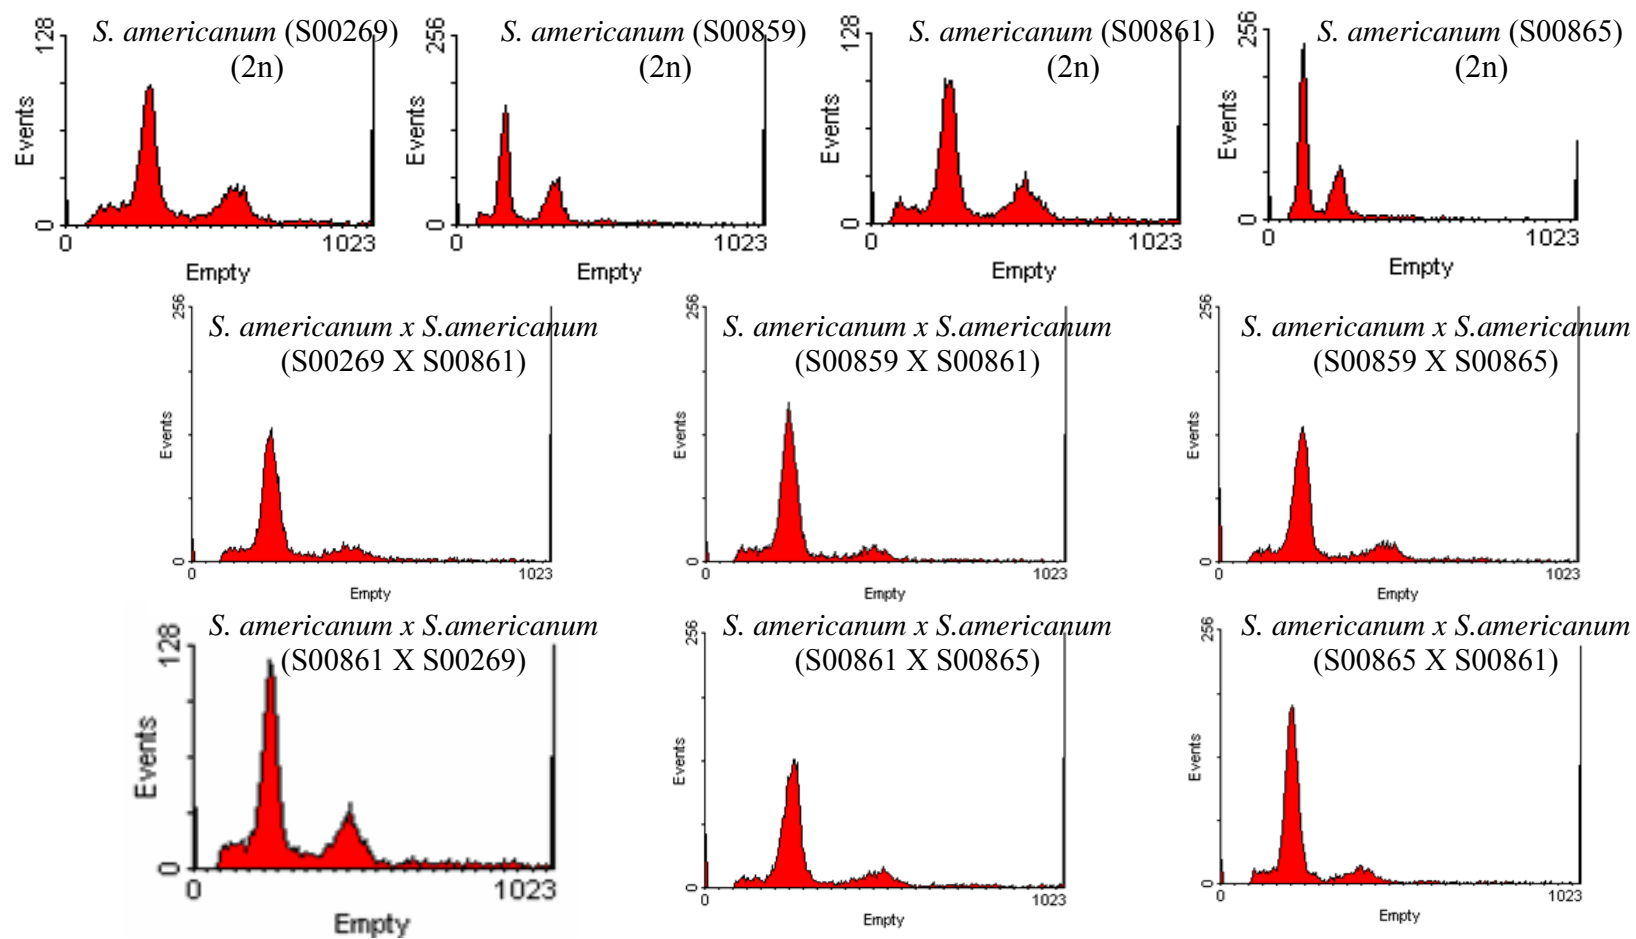 S. americanum (S00269)
(2n)
128
Events
0
0
1023
Empty
S. americanum (S00859)
(2n)
256
Events
0
0
1023
Empty
S. americanum (S00861)
(2n)
128
Events
0
0
1023
Empty
S. americanum (S00865)
(2n)
256
Events
0
0
1023
Empty
S. americanum x S.americanum
(S00269 X S00861)
256
Events
0
0
1023
Empty
S. americanum x S.americanum
(S00859 X S00861)
256
Events
0
0
1023
Empty
S. americanum x S.americanum
(S00859 X S00865)
256
Events
0
0
1023
Empty
S. americanum x S.americanum
(S00861 X S00269)
128
Events
0
0
1023
Empty
S. americanum x S.americanum
(S00861 X S00865)
256
Events
0
0
1023
Empty
S. americanum x S.americanum
(S00865 X S00861)
256
Events
0
0
1023
Empty